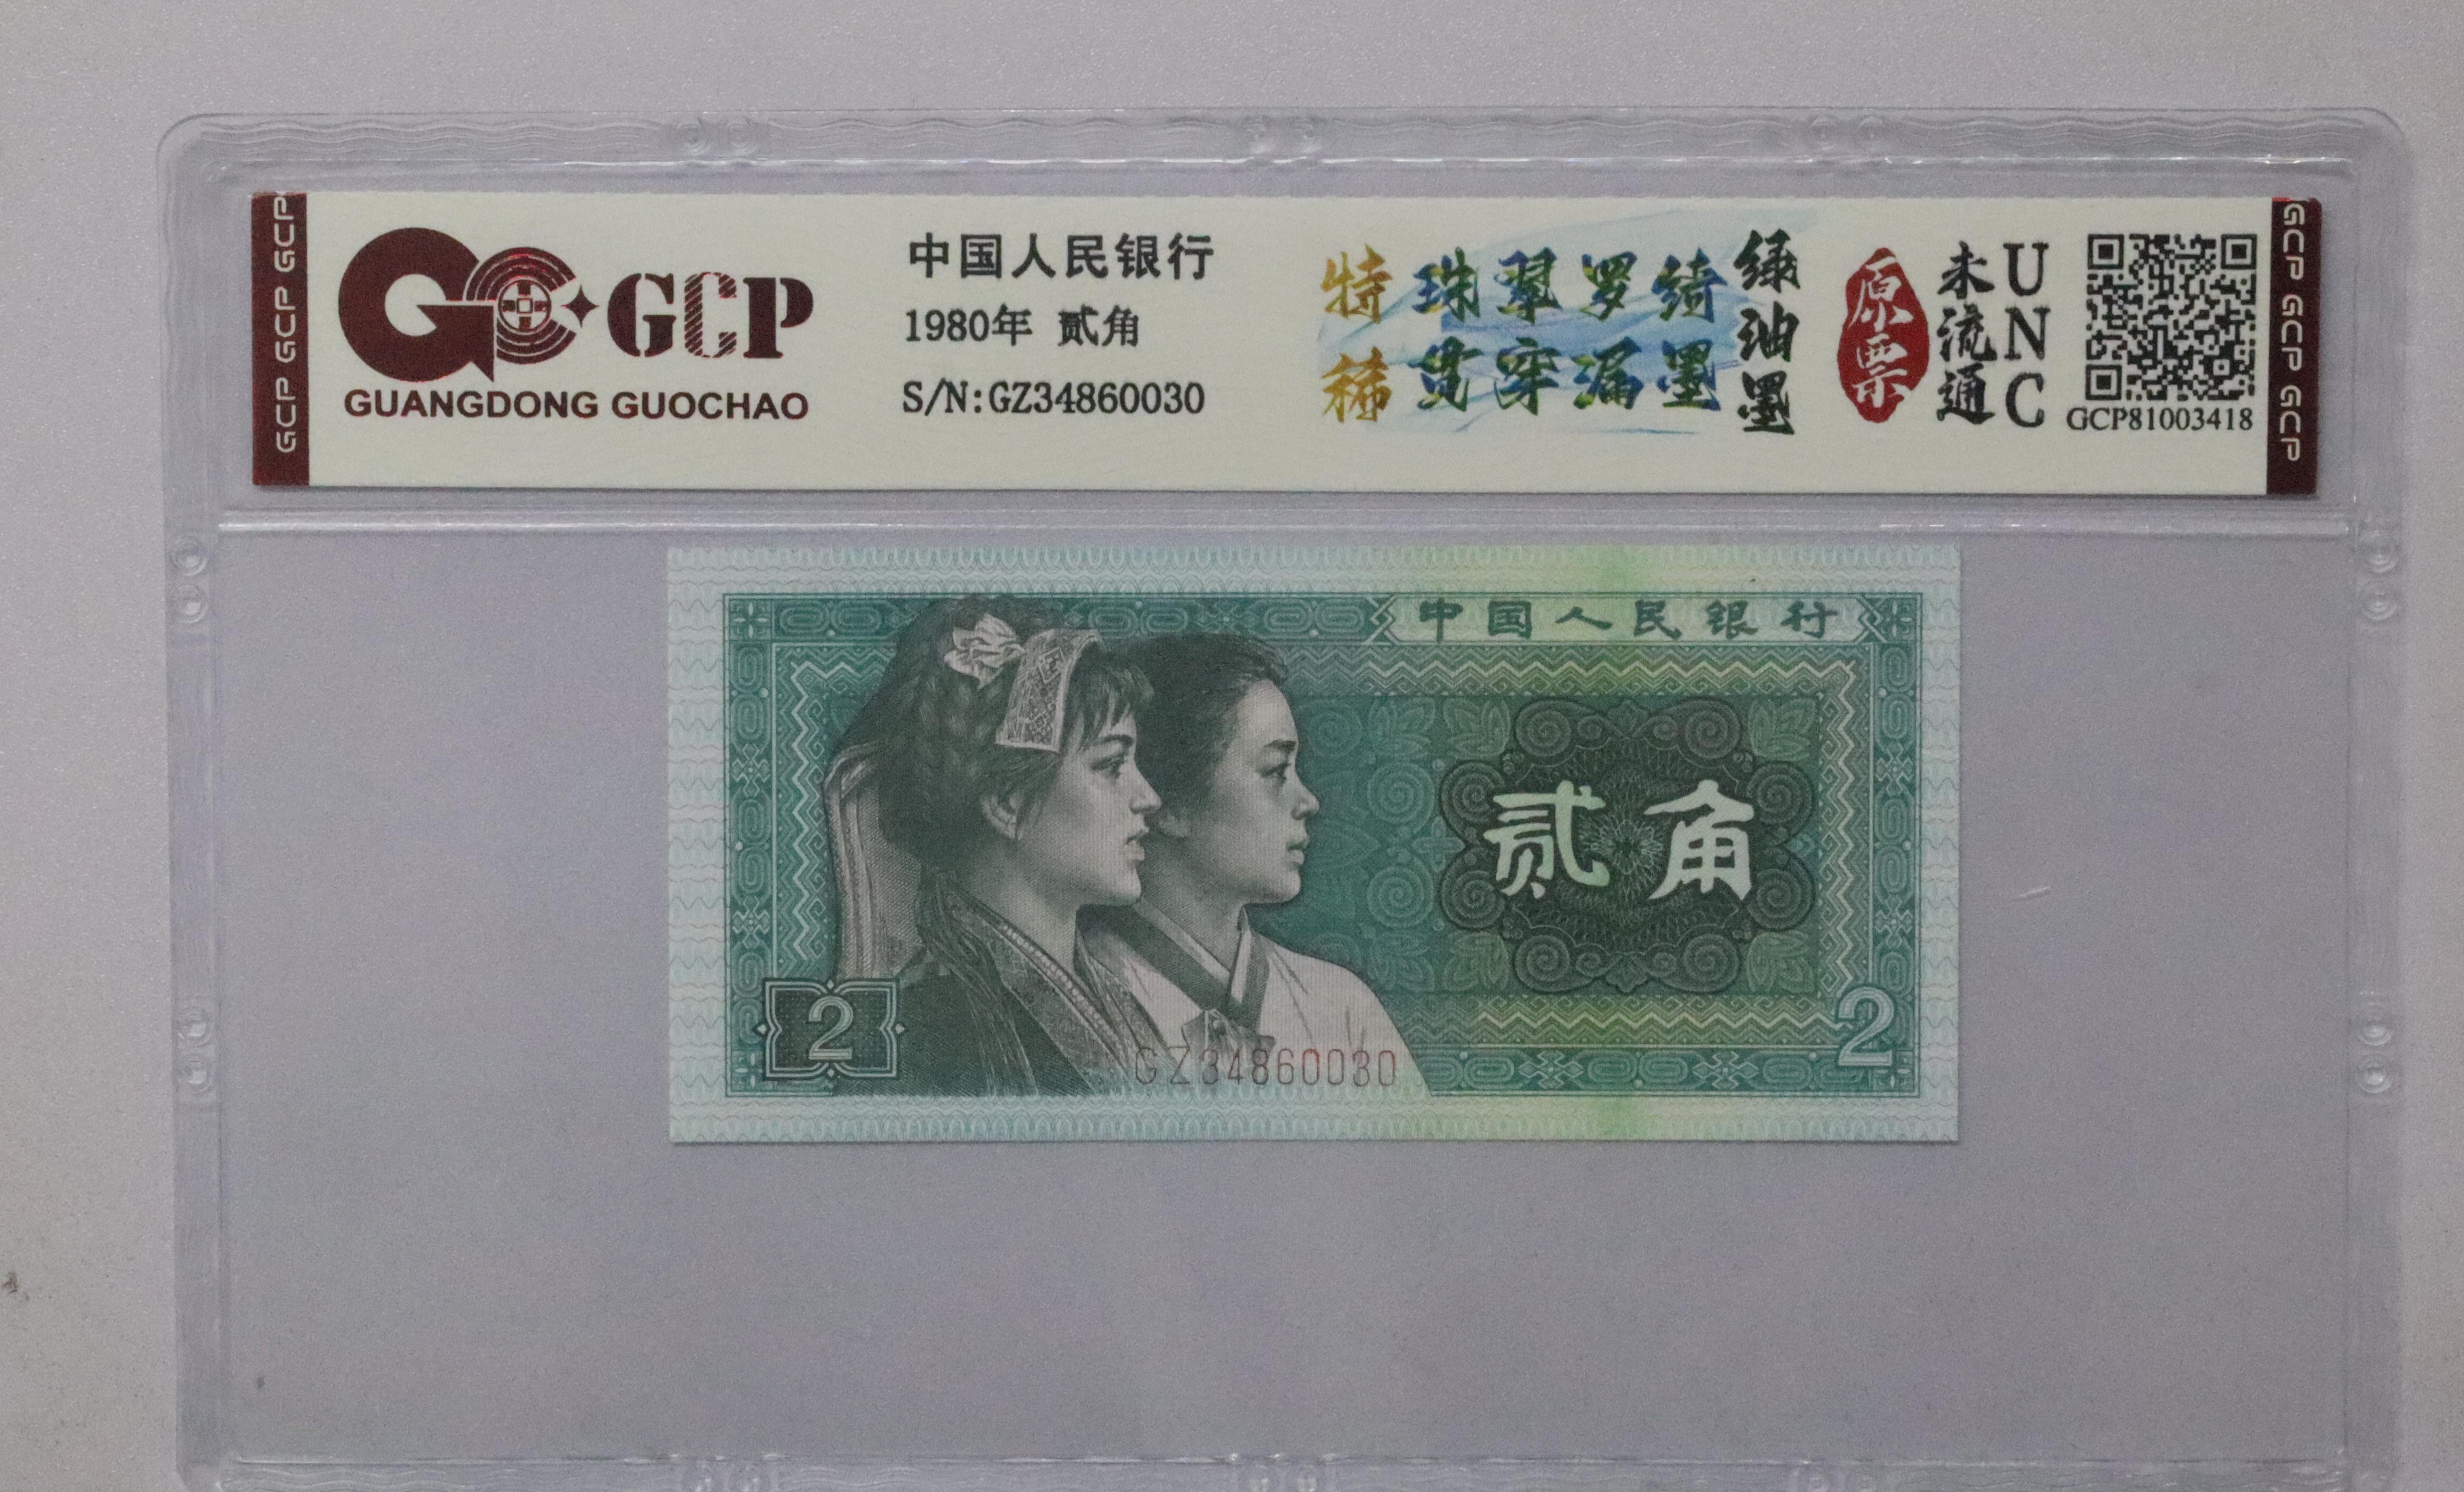 GCP GCP GCP
GCP
GUANGDONG GUOCHAO
中国人民银行
1980年 贰角
S/N:GZ34860030
特稀
珠翠罗绮
贯穿漏墨
绿油墨
原票
未流通
UNC
GCP81003418
GCP GCP GCP
中国人民银行
贰角
2
2
GZ34860030